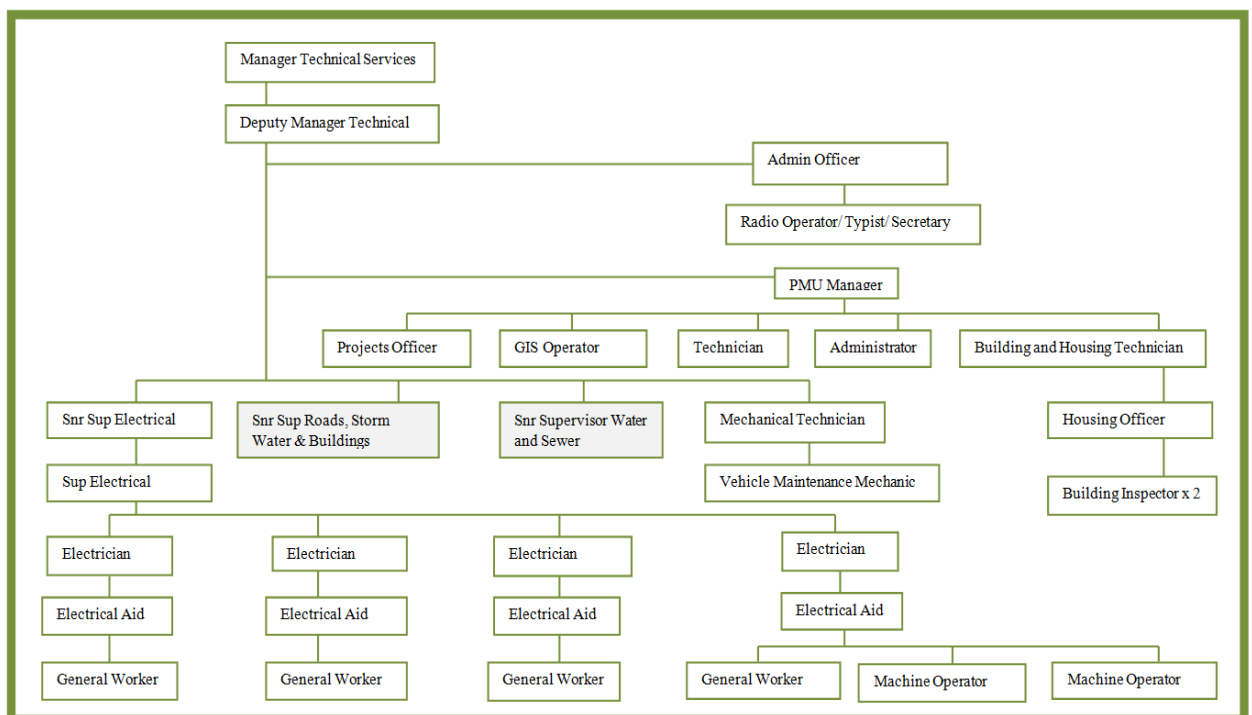 Manager Technical Services
Deputy Manager Technical
Admin Officer
Radio Operator/ Typist/ Secretary
PMU Manager
Projects Officer
GIS Operator
Technician
Administrator
Building and Housing Technician
Snr Sup Electrical
Snr Sup Roads, Storm
Water & Buildings
Snr Supervisor Water
and Sewer
Mechanical Technician
Housing Officer
Sup Electrical
Vehicle Maintenance Mechanic
Building Inspector x 2
Electrician
Electrician
Electrician
Electrician
Electrical Aid
Electrical Aid
Electrical Aid
Electrical Aid
General Worker
General Worker
General Worker
General Worker
Machine Operator
Machine Operator